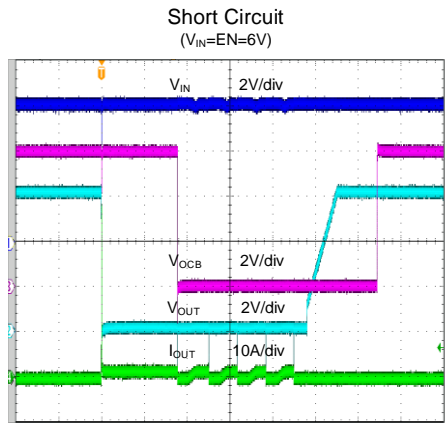 Short Circuit
(VIN=EN=6V)
VIN 2V/div
VOCB 2V/div
VOUT 2V/div
IOUT 10A/div